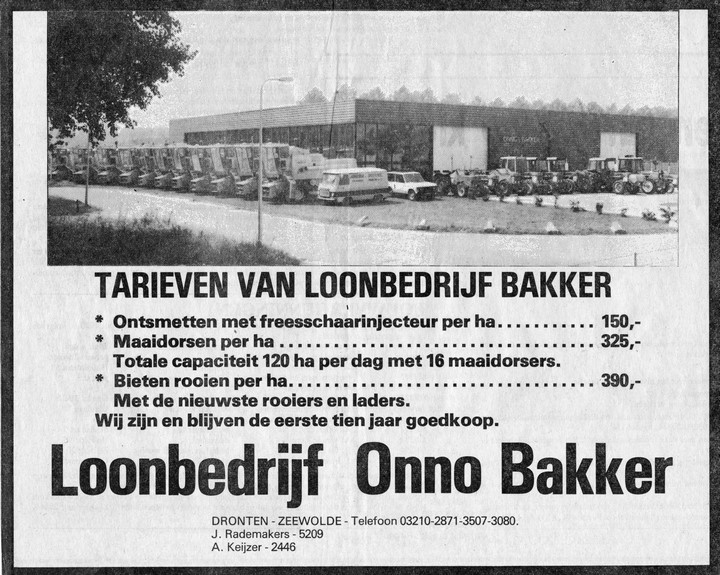 TARIEVEN VAN LOONBEDRIJF BAKKER
* Ontsmetten met freesschaarinjecteur per ha........... 150,-
* Maaidorsen per ha ................................ 325,-
Totale capaciteit 120 ha per dag met 16 maaidorsers.
* Bieten rooien per ha............................... 390,-
Met de nieuwste rooiers en laders.
Wij zijn en blijven de eerste tien jaar goedkoop.
Loonbedrijf Onno Bakker
DRONTEN - ZEEWOLDE - Telefoon 03210-2871-3507-3080.
J. Rademakers - 5209
A. Keijzer - 2446